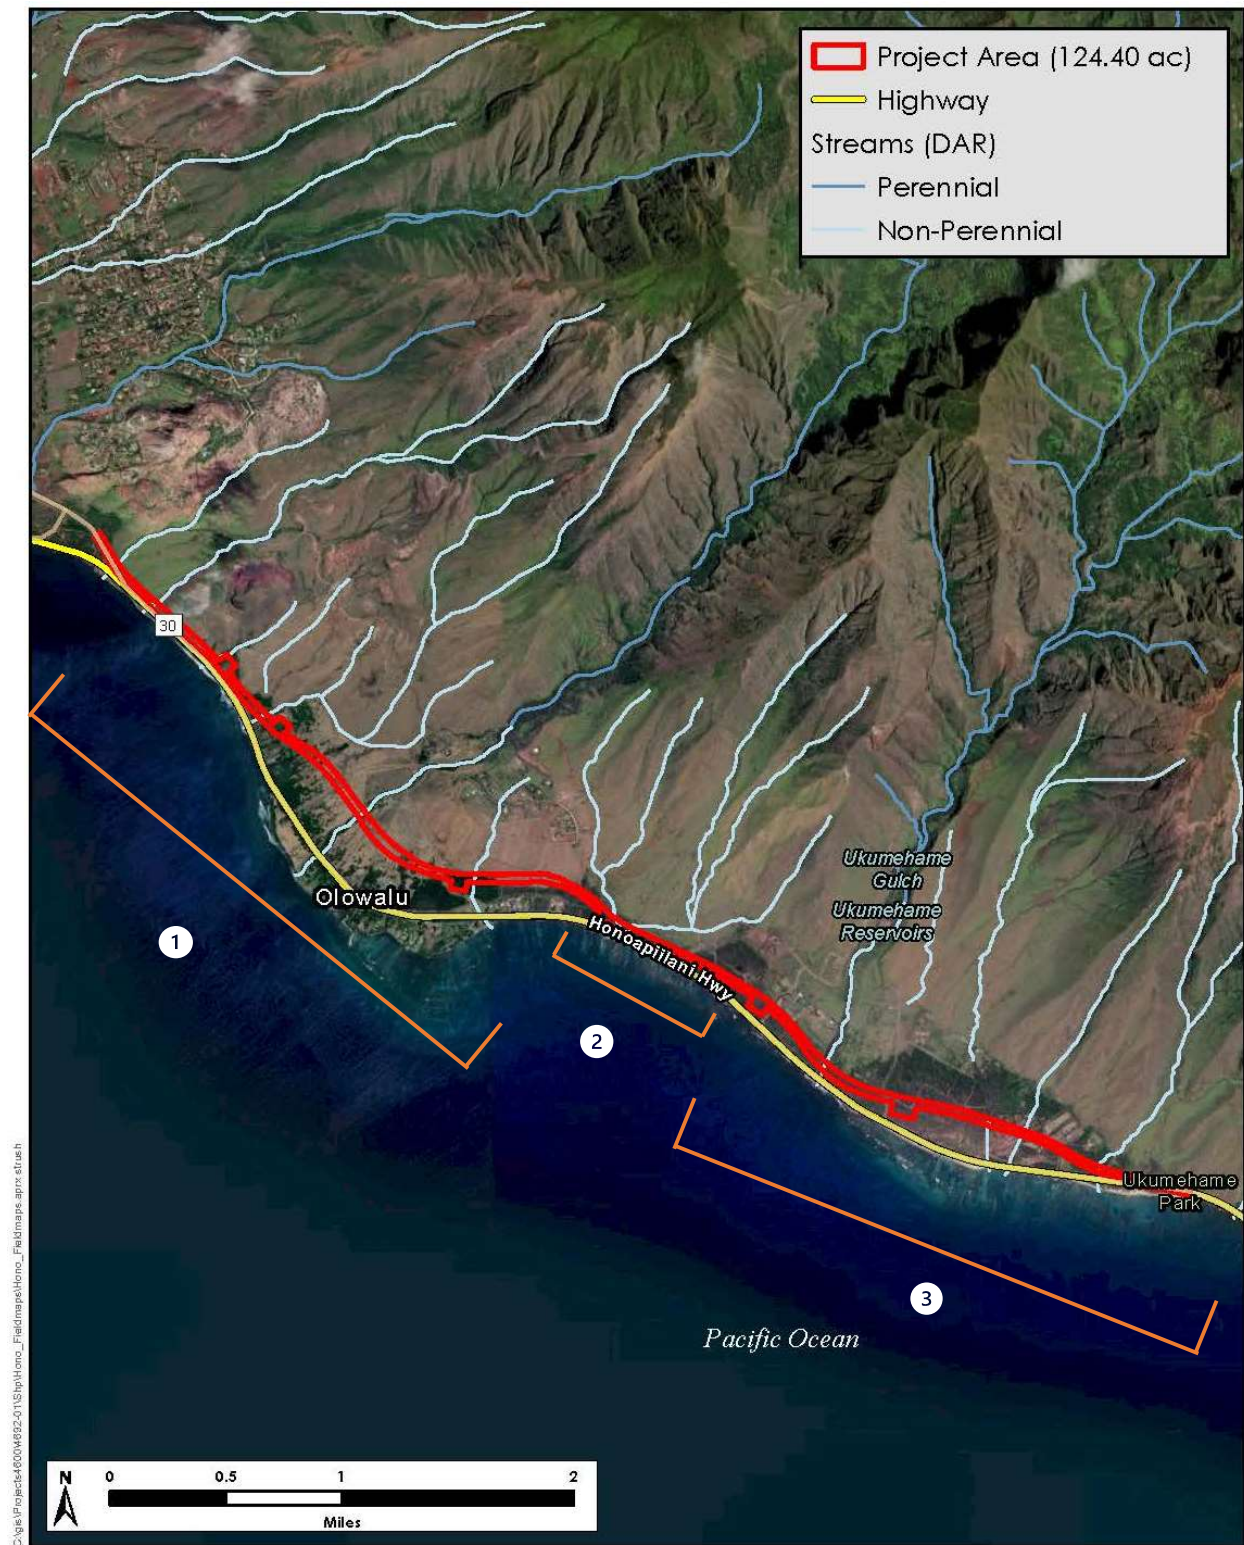 Project Area (124.40 ac)
Highway
Streams (DAR)
Perennial
Non-Perennial
30
Ukumehame
Gulch
Ukumehame
Reservoirs
Olowalu
Honoapiilani Hwy
1
2
Ukumehame
Park
3
Pacific Ocean
N
0 0.5 1 2
Miles